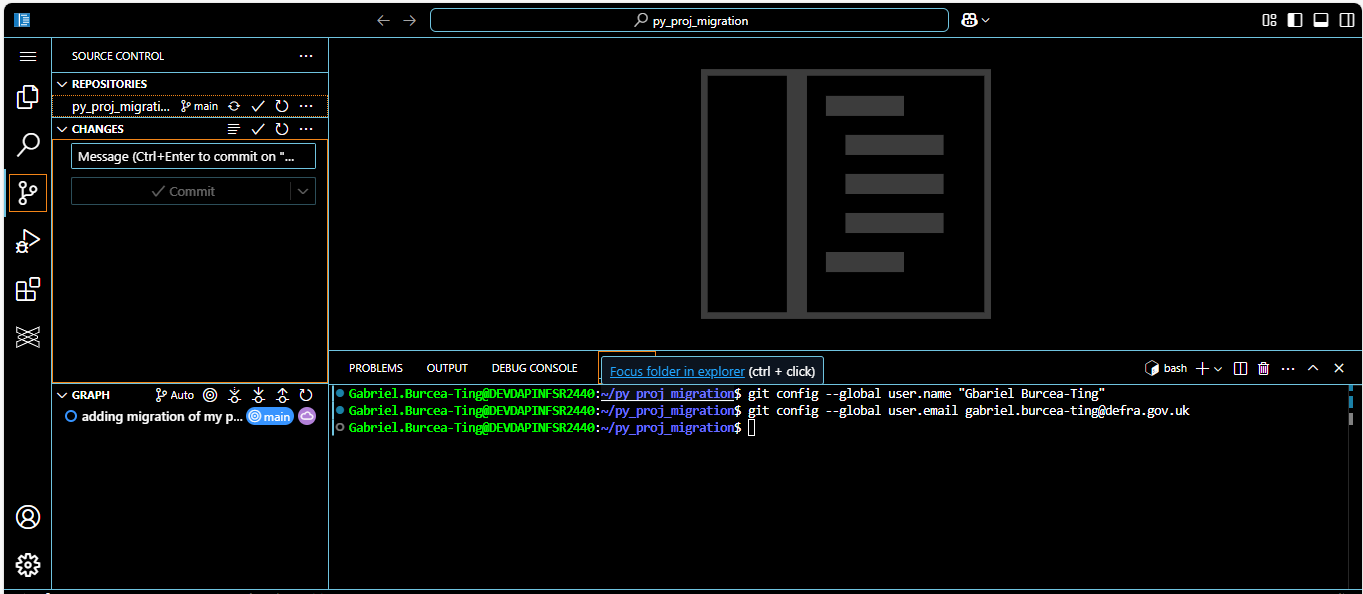 py_proj_migration
SOURCE CONTROL
REPOSITORIES
py_proj_migrati... main
CHANGES
Message (Ctrl+Enter to commit on "...
Commit
GRAPH Auto
adding migration of my p... main
PROBLEMS OUTPUT DEBUG CONSOLE
Focus folder in explorer (ctrl + click)
bash
Gabriel.Burcea-Ting@DEVDAPINFSR2440:~/py_proj_migration$ git config --global user.name "Gbariel Burcea-Ting"
Gabriel.Burcea-Ting@DEVDAPINFSR2440:~/py_proj_migration$ git config --global user.email gabriel.burcea-ting@defra.gov.uk
Gabriel.Burcea-Ting@DEVDAPINFSR2440:~/py_proj_migration$